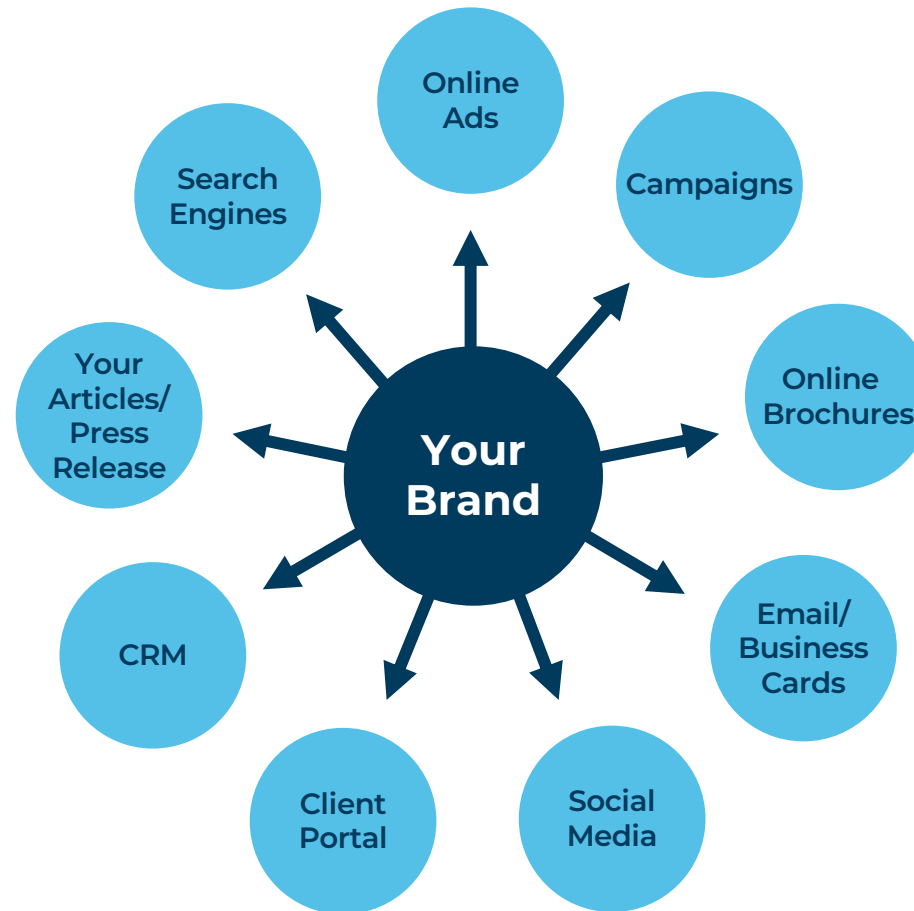 Online
Ads
Campaigns
Search
Engines
Online
Brochures
Your
Articles/
Press
Release
Your
Brand
Email/
Business
Cards
CRM
Social
Media
Client
Portal